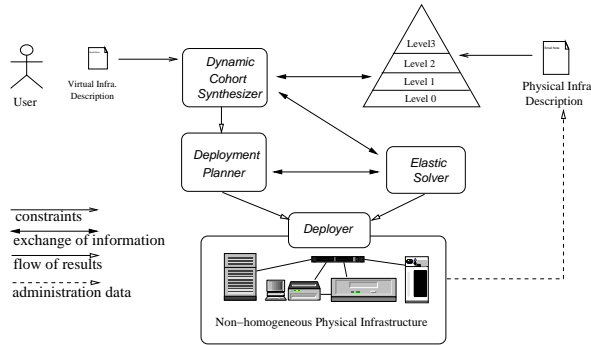 Level3
Level 2
Level 1
Level 0
Dynamic
Cohort
Synthesizer
User
Virtual Infra.
Description
Physical Infra
Description
Deployment
Planner
Elastic
Solver
Deployer
constraints
exchange of information
flow of results
administration data
Non-homogeneous Physical Infrastructure